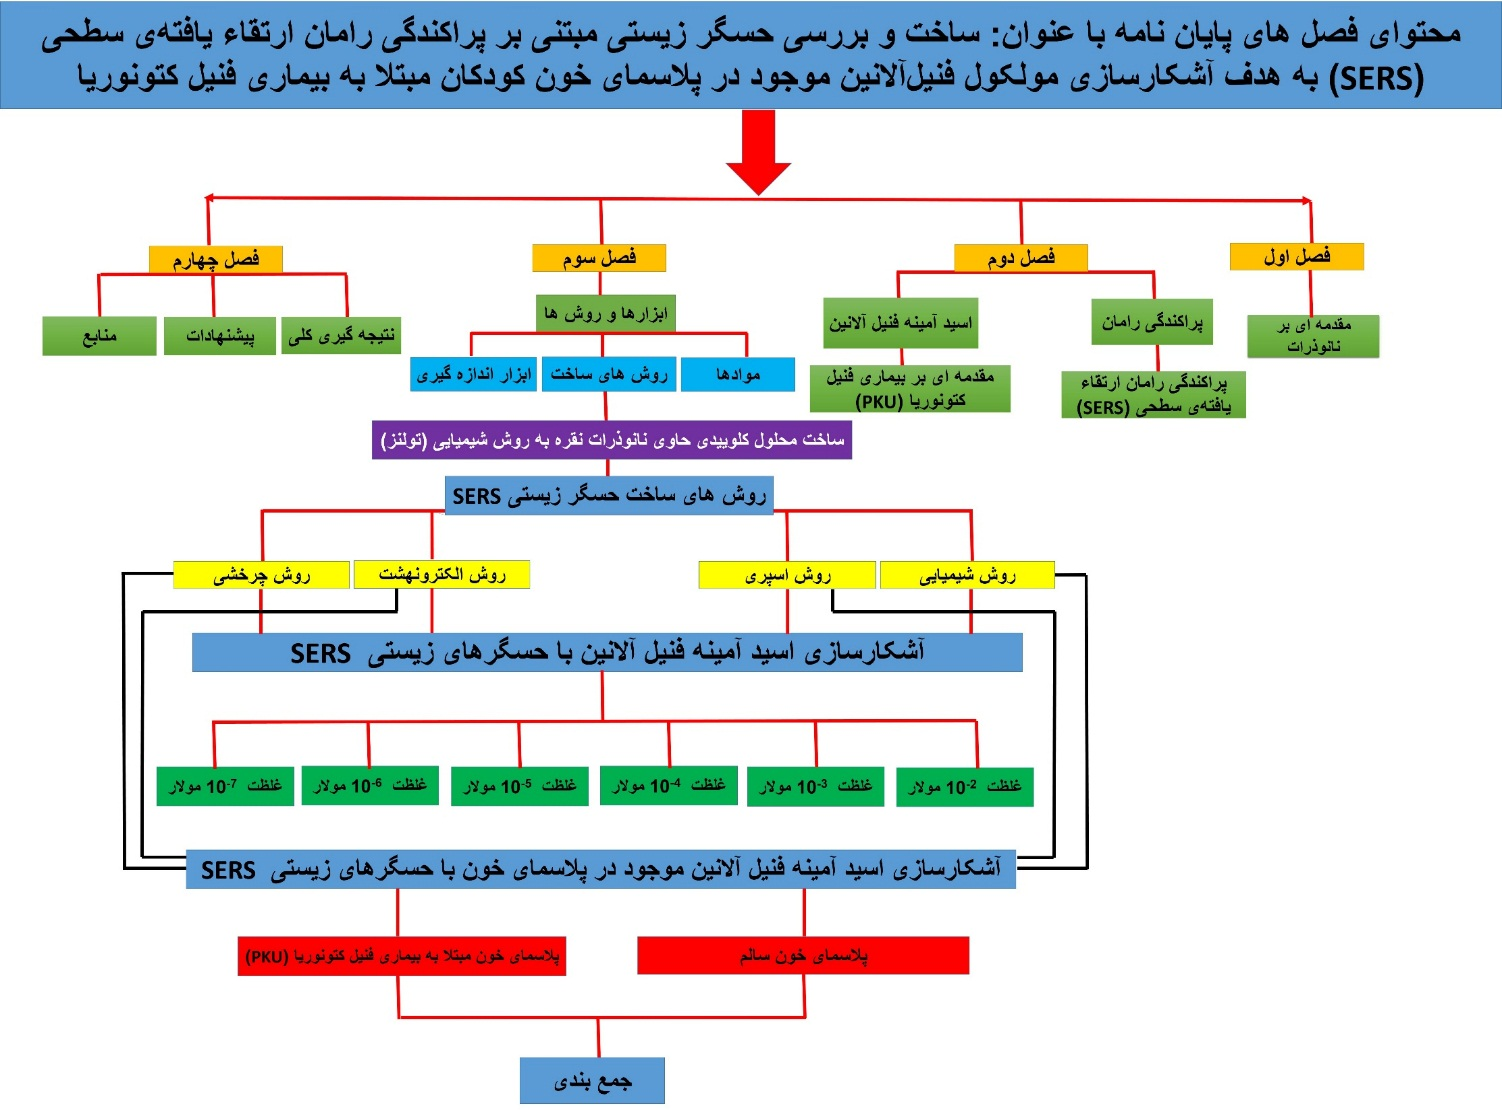 محتوای فصل های پایان نامه با عنوان: ساخت و بررسی حسگر زیستی مبتنی بر پراکندگی رامان ارتقاء یافته‌ی سطحی
(SERS) به هدف آشکارسازی مولکول فنیل‌آلانین موجود در پلاسمای خون کودکان مبتلا به بیماری فنیل کتونوریا
فصل اول
فصل دوم
فصل سوم
فصل چهارم
مقدمه ای بر
نانوذرات
پراکندگی رامان
اسید آمینه فنیل آلانین
پراکندگی رامان ارتقاء
یافته‌ی سطحی (SERS)
مقدمه ای بر بیماری فنیل
کتونوریا (PKU)
ابزارها و روش ها
موادها
روش های ساخت
ابزار اندازه گیری
نتیجه گیری کلی
پیشنهادات
منابع
ساخت محلول کلوییدی حاوی نانوذرات نقره به روش شیمیایی (تولنز)
روش های ساخت حسگر زیستی SERS
روش شیمیایی
روش اسپری
روش الکترونهشت
روش چرخشی
آشکارسازی اسید آمینه فنیل آلانین با حسگرهای زیستی SERS
غلظت 10⁻² مولار
غلظت 10⁻³ مولار
غلظت 10⁻⁴ مولار
غلظت 10⁻⁵ مولار
غلظت 10⁻⁶ مولار
غلظت 10⁻⁷ مولار
آشکارسازی اسید آمینه فنیل آلانین موجود در پلاسمای خون با حسگرهای زیستی SERS
پلاسمای خون سالم
پلاسمای خون مبتلا به بیماری فنیل کتونوریا (PKU)
جمع بندی